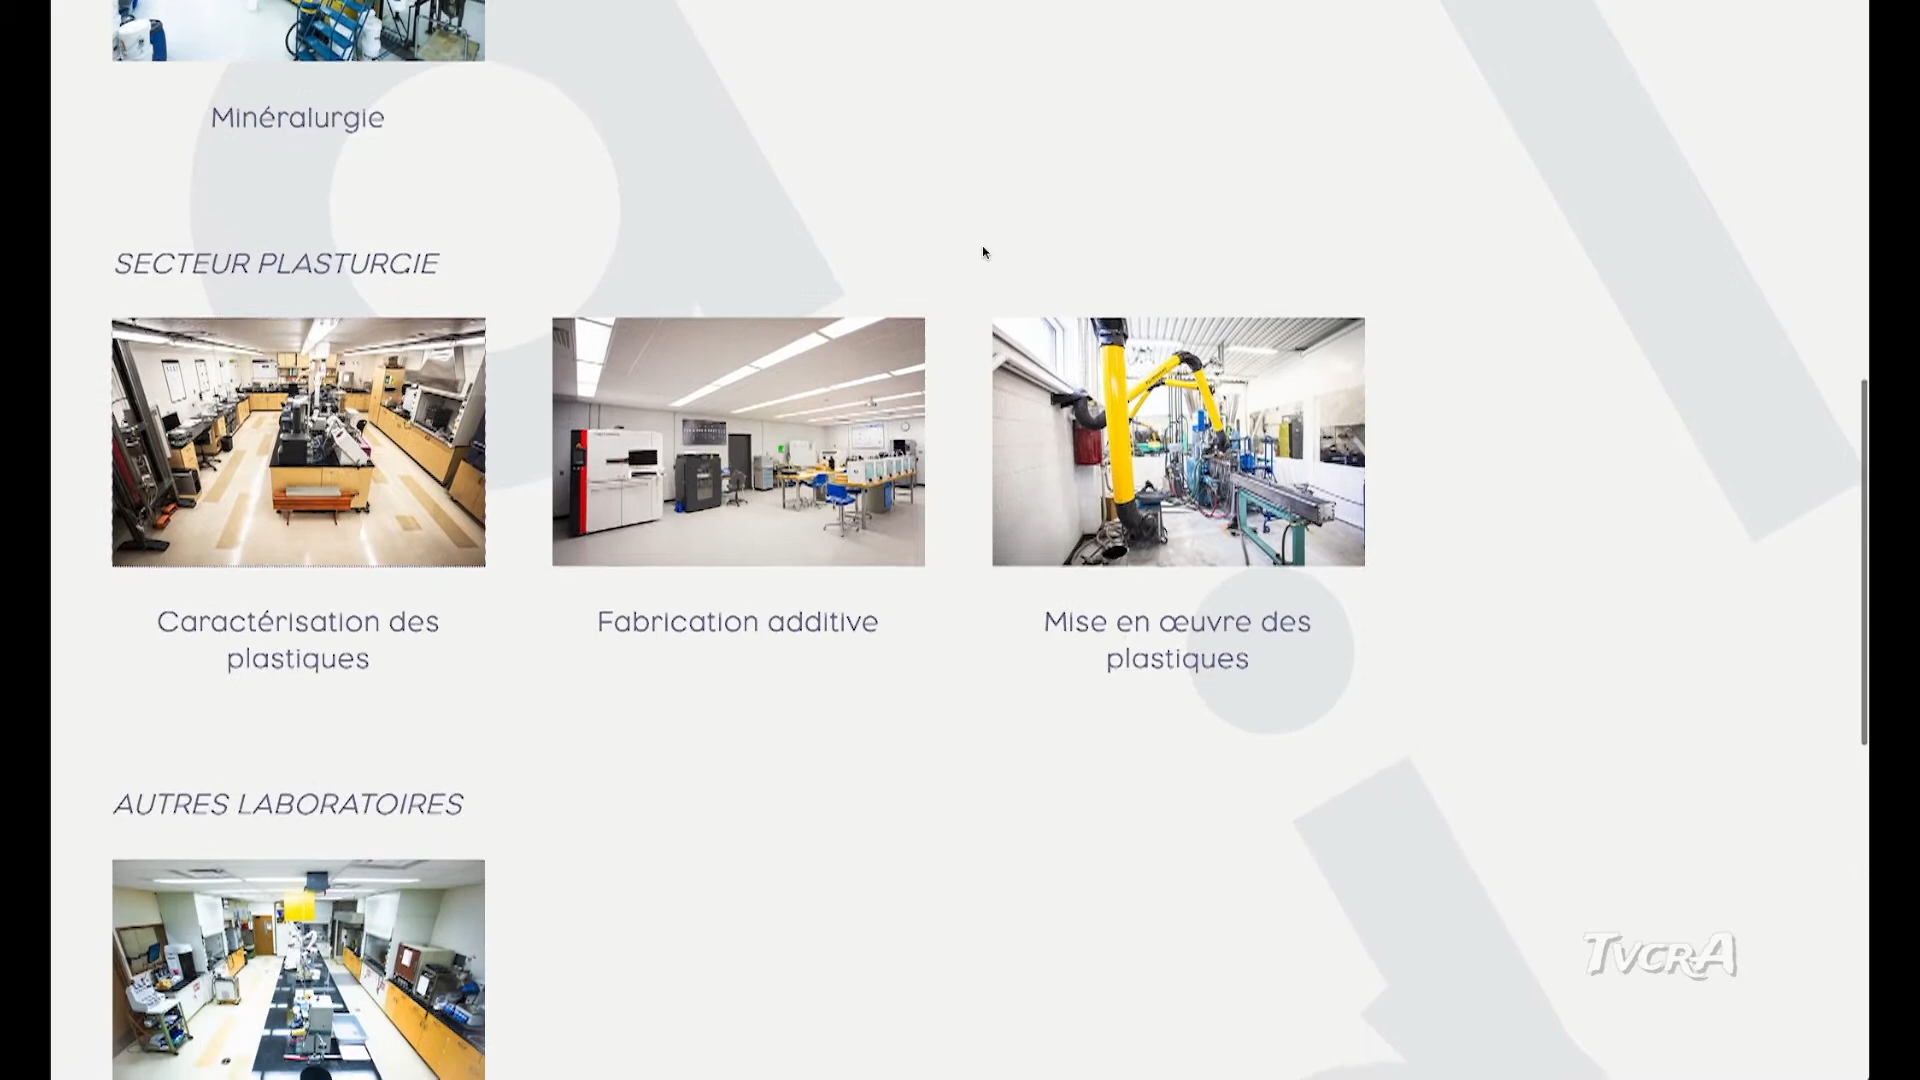 Minéralurgie
SECTEUR PLASTURGIE
Caractérisation des
plastiques
Fabrication additive
Mise en œuvre des
plastiques
AUTRES LABORATOIRES
TVCRA